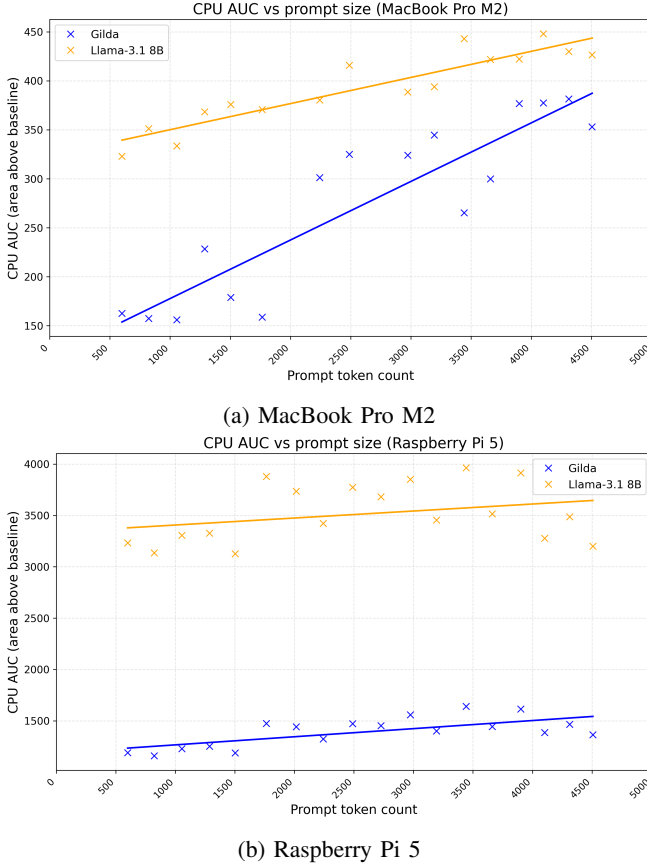 CPU AUC vs prompt size (MacBook Pro M2)
Gilda
Llama-3.1 8B
CPU AUC (area above baseline)
450
400
350
300
250
200
150
0
500
1000
1500
2000
2500
3000
3500
4000
4500
5000
Prompt token count
(a) MacBook Pro M2
CPU AUC vs prompt size (Raspberry Pi 5)
Gilda
Llama-3.1 8B
CPU AUC (area above baseline)
4000
3500
3000
2500
2000
1500
0
500
1000
1500
2000
2500
3000
3500
4000
4500
5000
Prompt token count
(b) Raspberry Pi 5